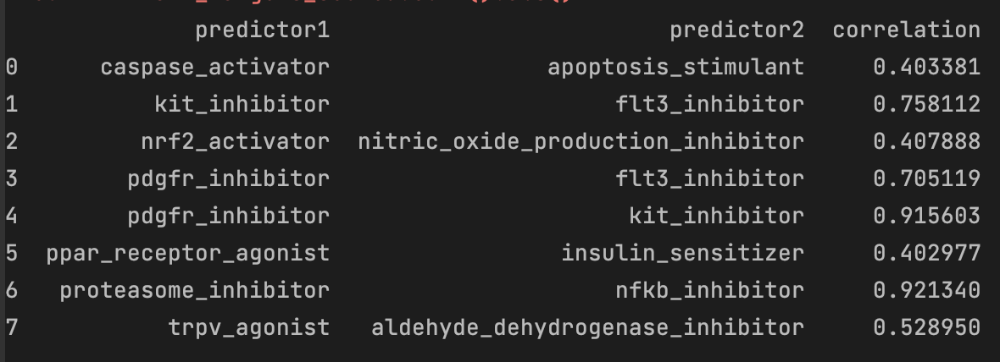 predictor1 predictor2 correlation
0 caspase_activator apoptosis_stimulant 0.403381
1 kit_inhibitor flt3_inhibitor 0.758112
2 nrf2_activator nitric_oxide_production_inhibitor 0.407888
3 pdgfr_inhibitor flt3_inhibitor 0.705119
4 pdgfr_inhibitor kit_inhibitor 0.915603
5 ppar_receptor_agonist insulin_sensitizer 0.402977
6 proteasome_inhibitor nfkb_inhibitor 0.921340
7 trpv_agonist aldehyde_dehydrogenase_inhibitor 0.528950